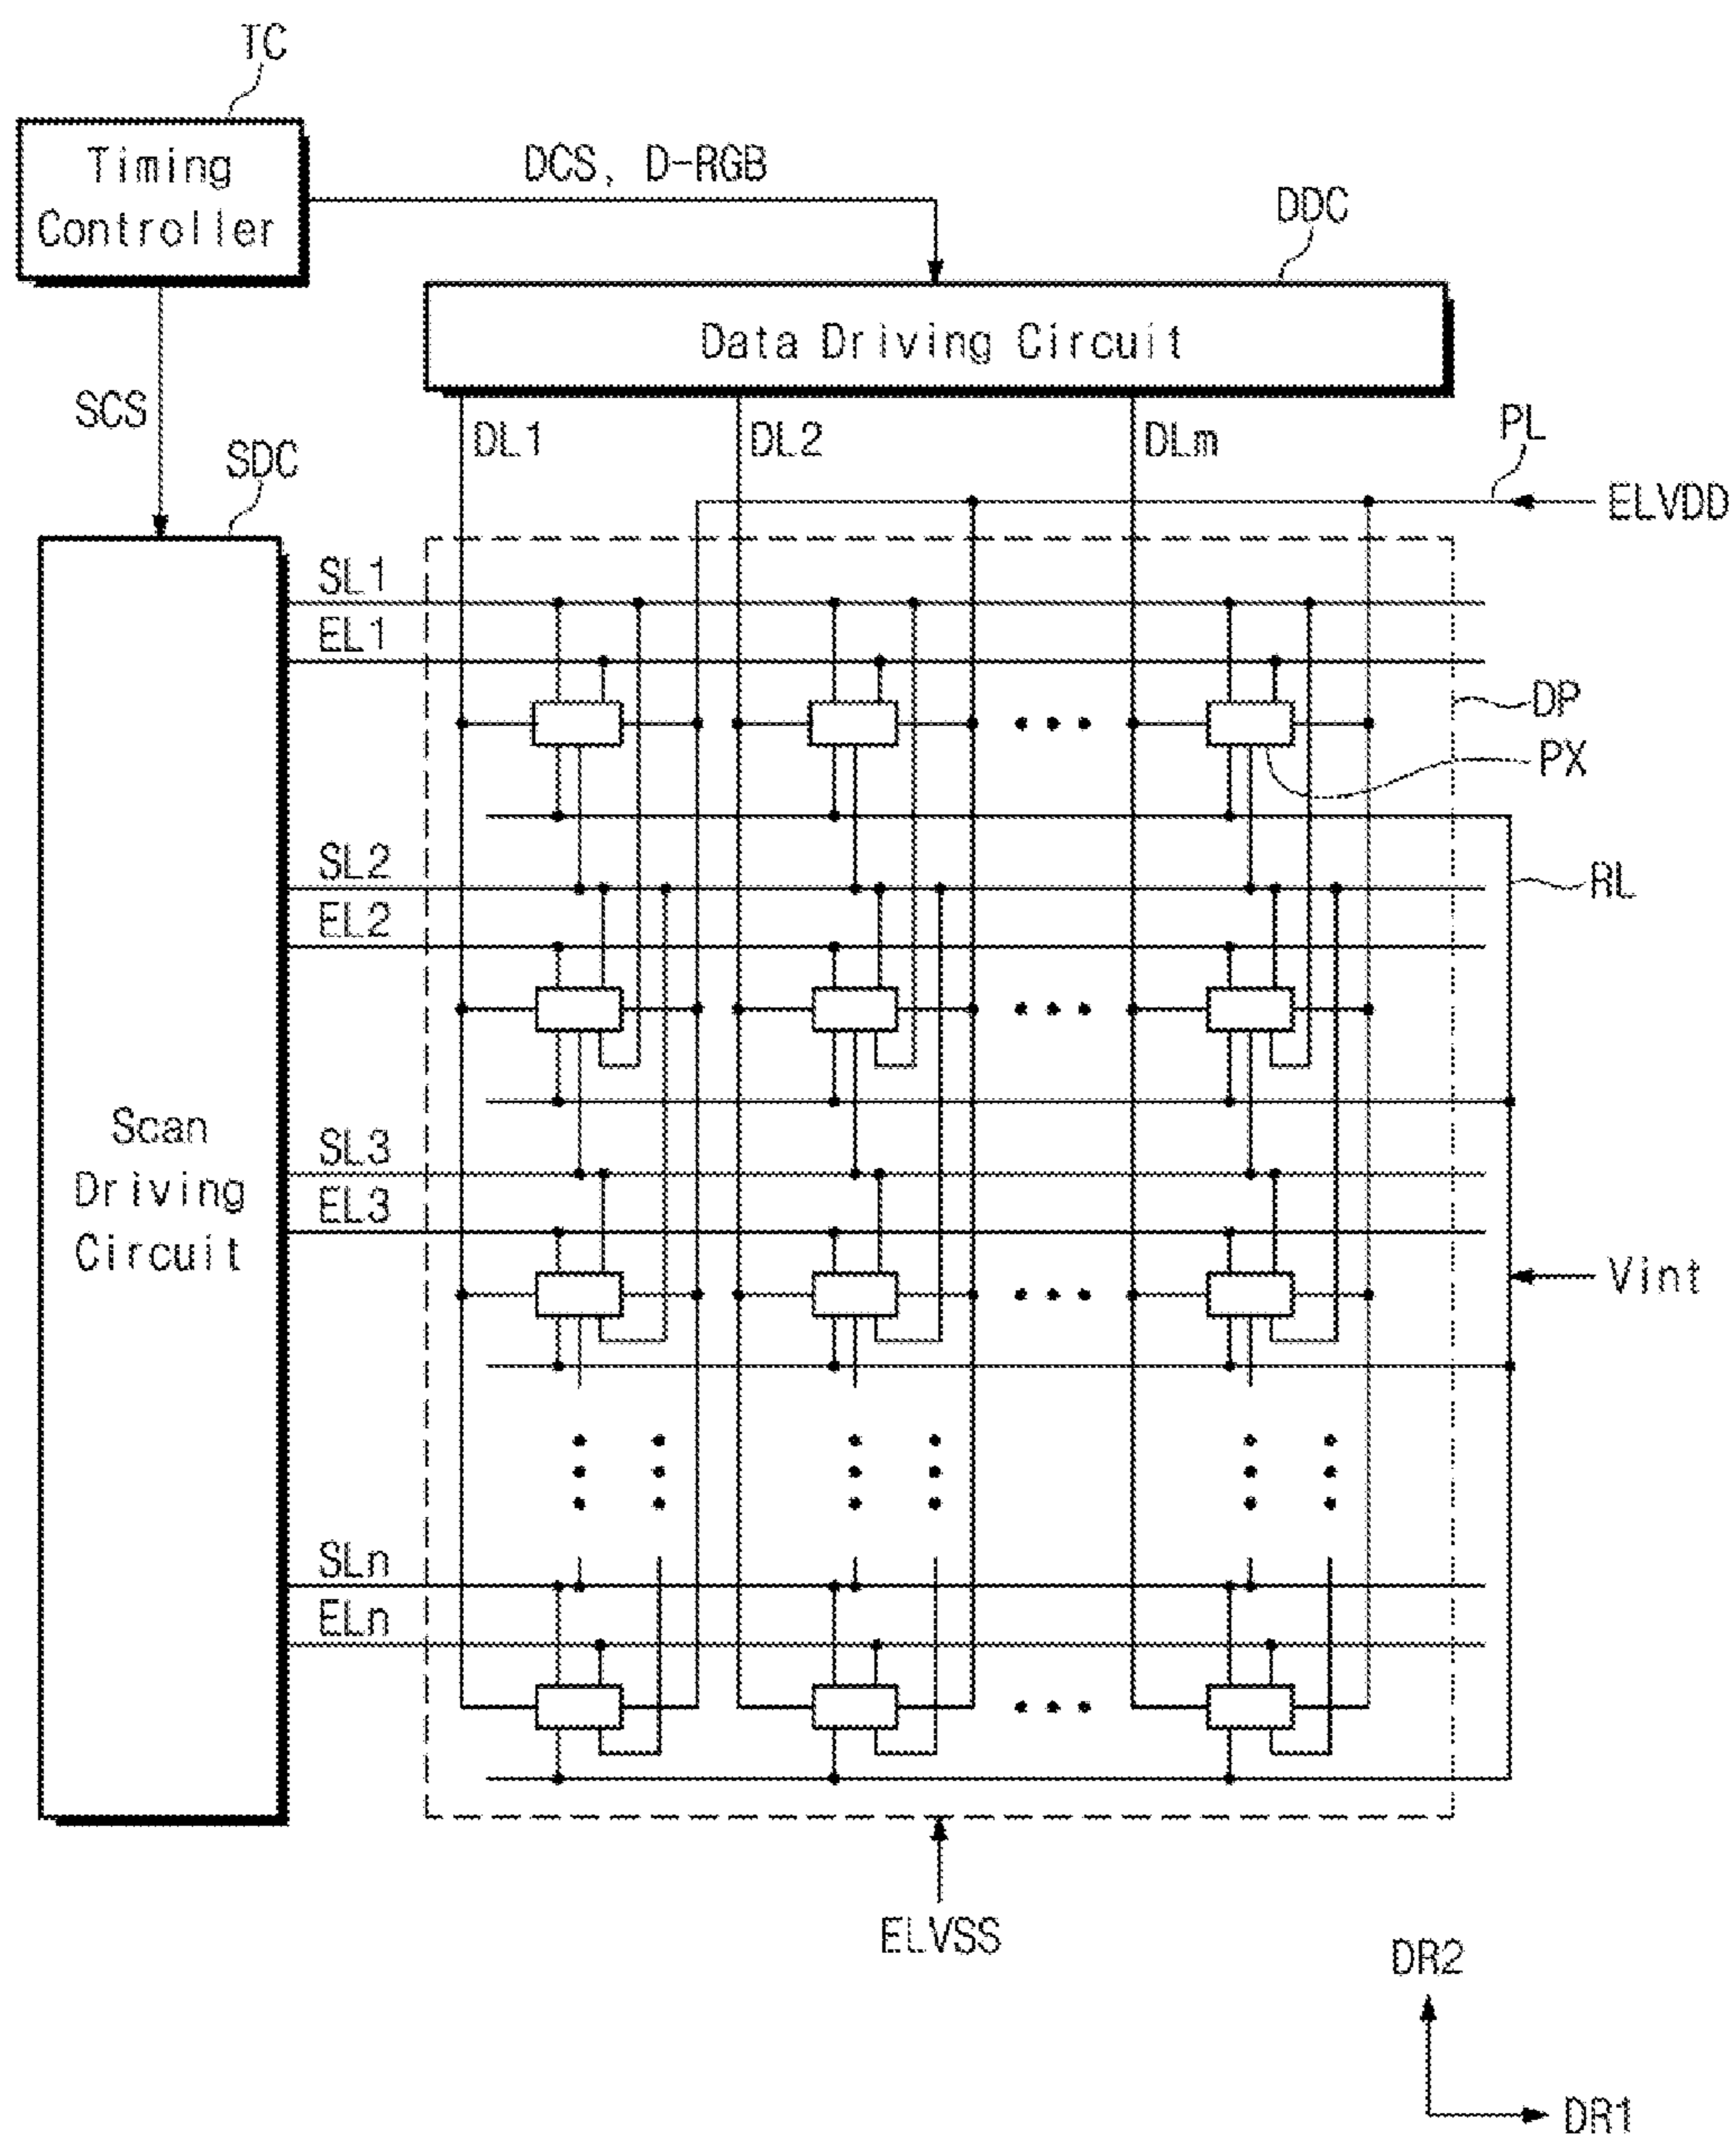 TC
Timing
Controller
DCS, D-RGB
DDC
Data Driving Circuit
SCS
SDC
DL1
DL2
DLm
PL
ELVDD
SL1
EL1
DP
PX
SL2
EL2
RL
Scan
Driving
Circuit
SL3
EL3
Vint
SLn
ELn
ELVSS
DR2
DR1